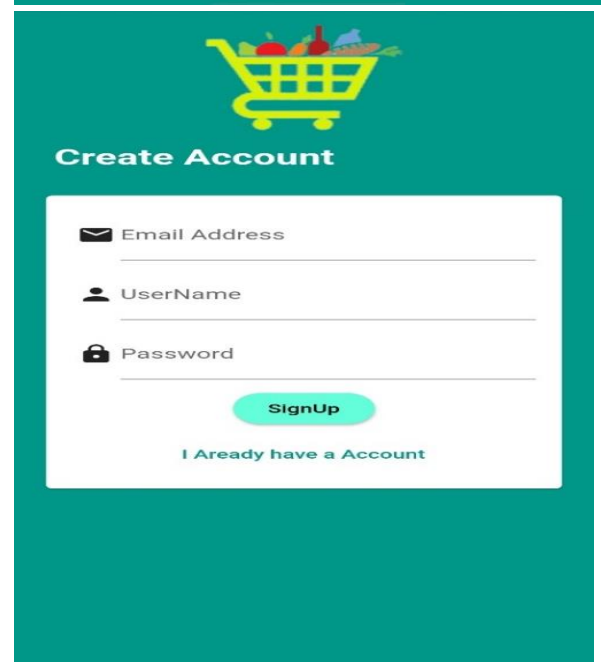 Create Account
Email Address
UserName
Password
SignUp
I Aready have a Account